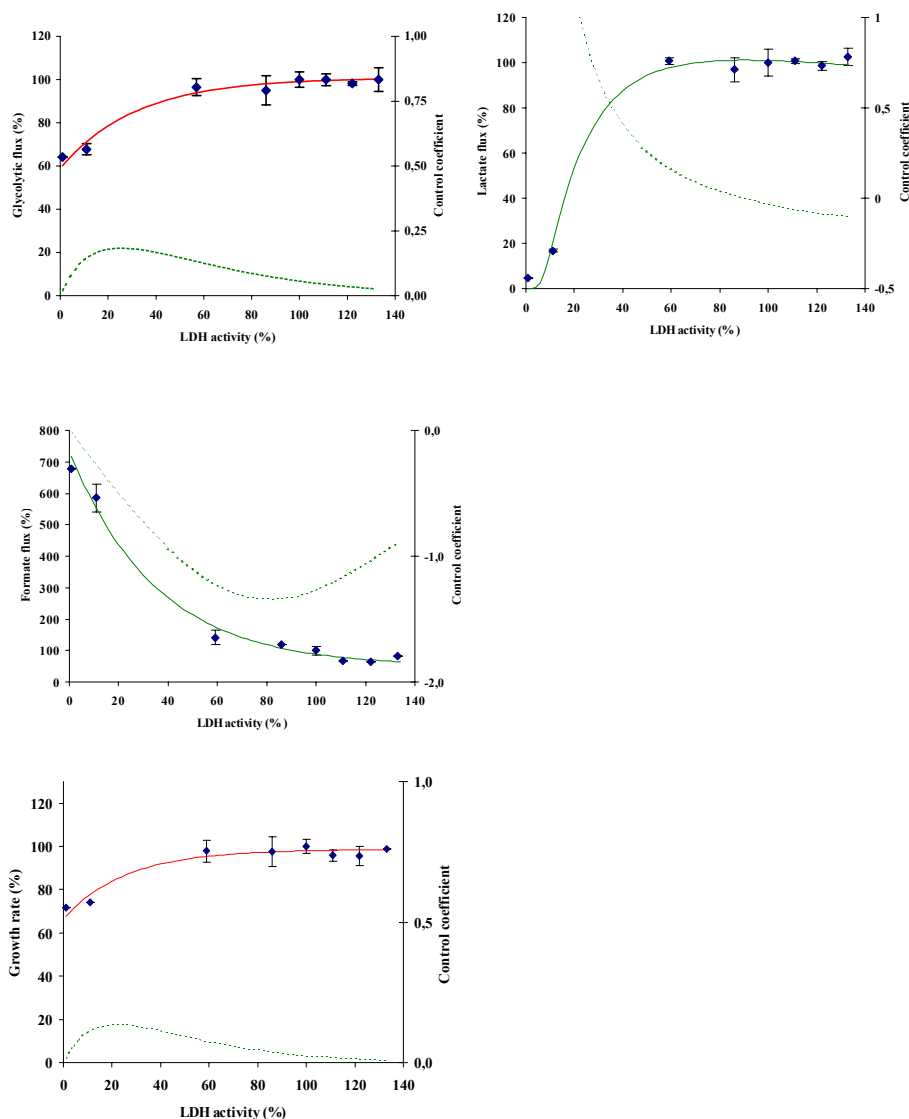 Glycolytic flux (%)
120
100
80
60
40
20
0
0 20 40 60 80 100 120 140
LDH activity (%)
1,00
0,75
0,50
0,25
0,00
Control coefficient
Lactate flux (%)
120
100
80
60
40
20
0
0 20 40 60 80 100 120 140
LDH activity (%)
1
0,5
0
-0,5
Control coefficient
Formate flux (%)
800
700
600
500
400
300
200
100
0
0 20 40 60 80 100 120 140
LDH activity (%)
0,0
-1,0
-2,0
Control coefficient
Growth rate (%)
120
100
80
60
40
20
0
0 20 40 60 80 100 120 140
LDH activity (%)
1,0
0,5
0,0
Control coefficient